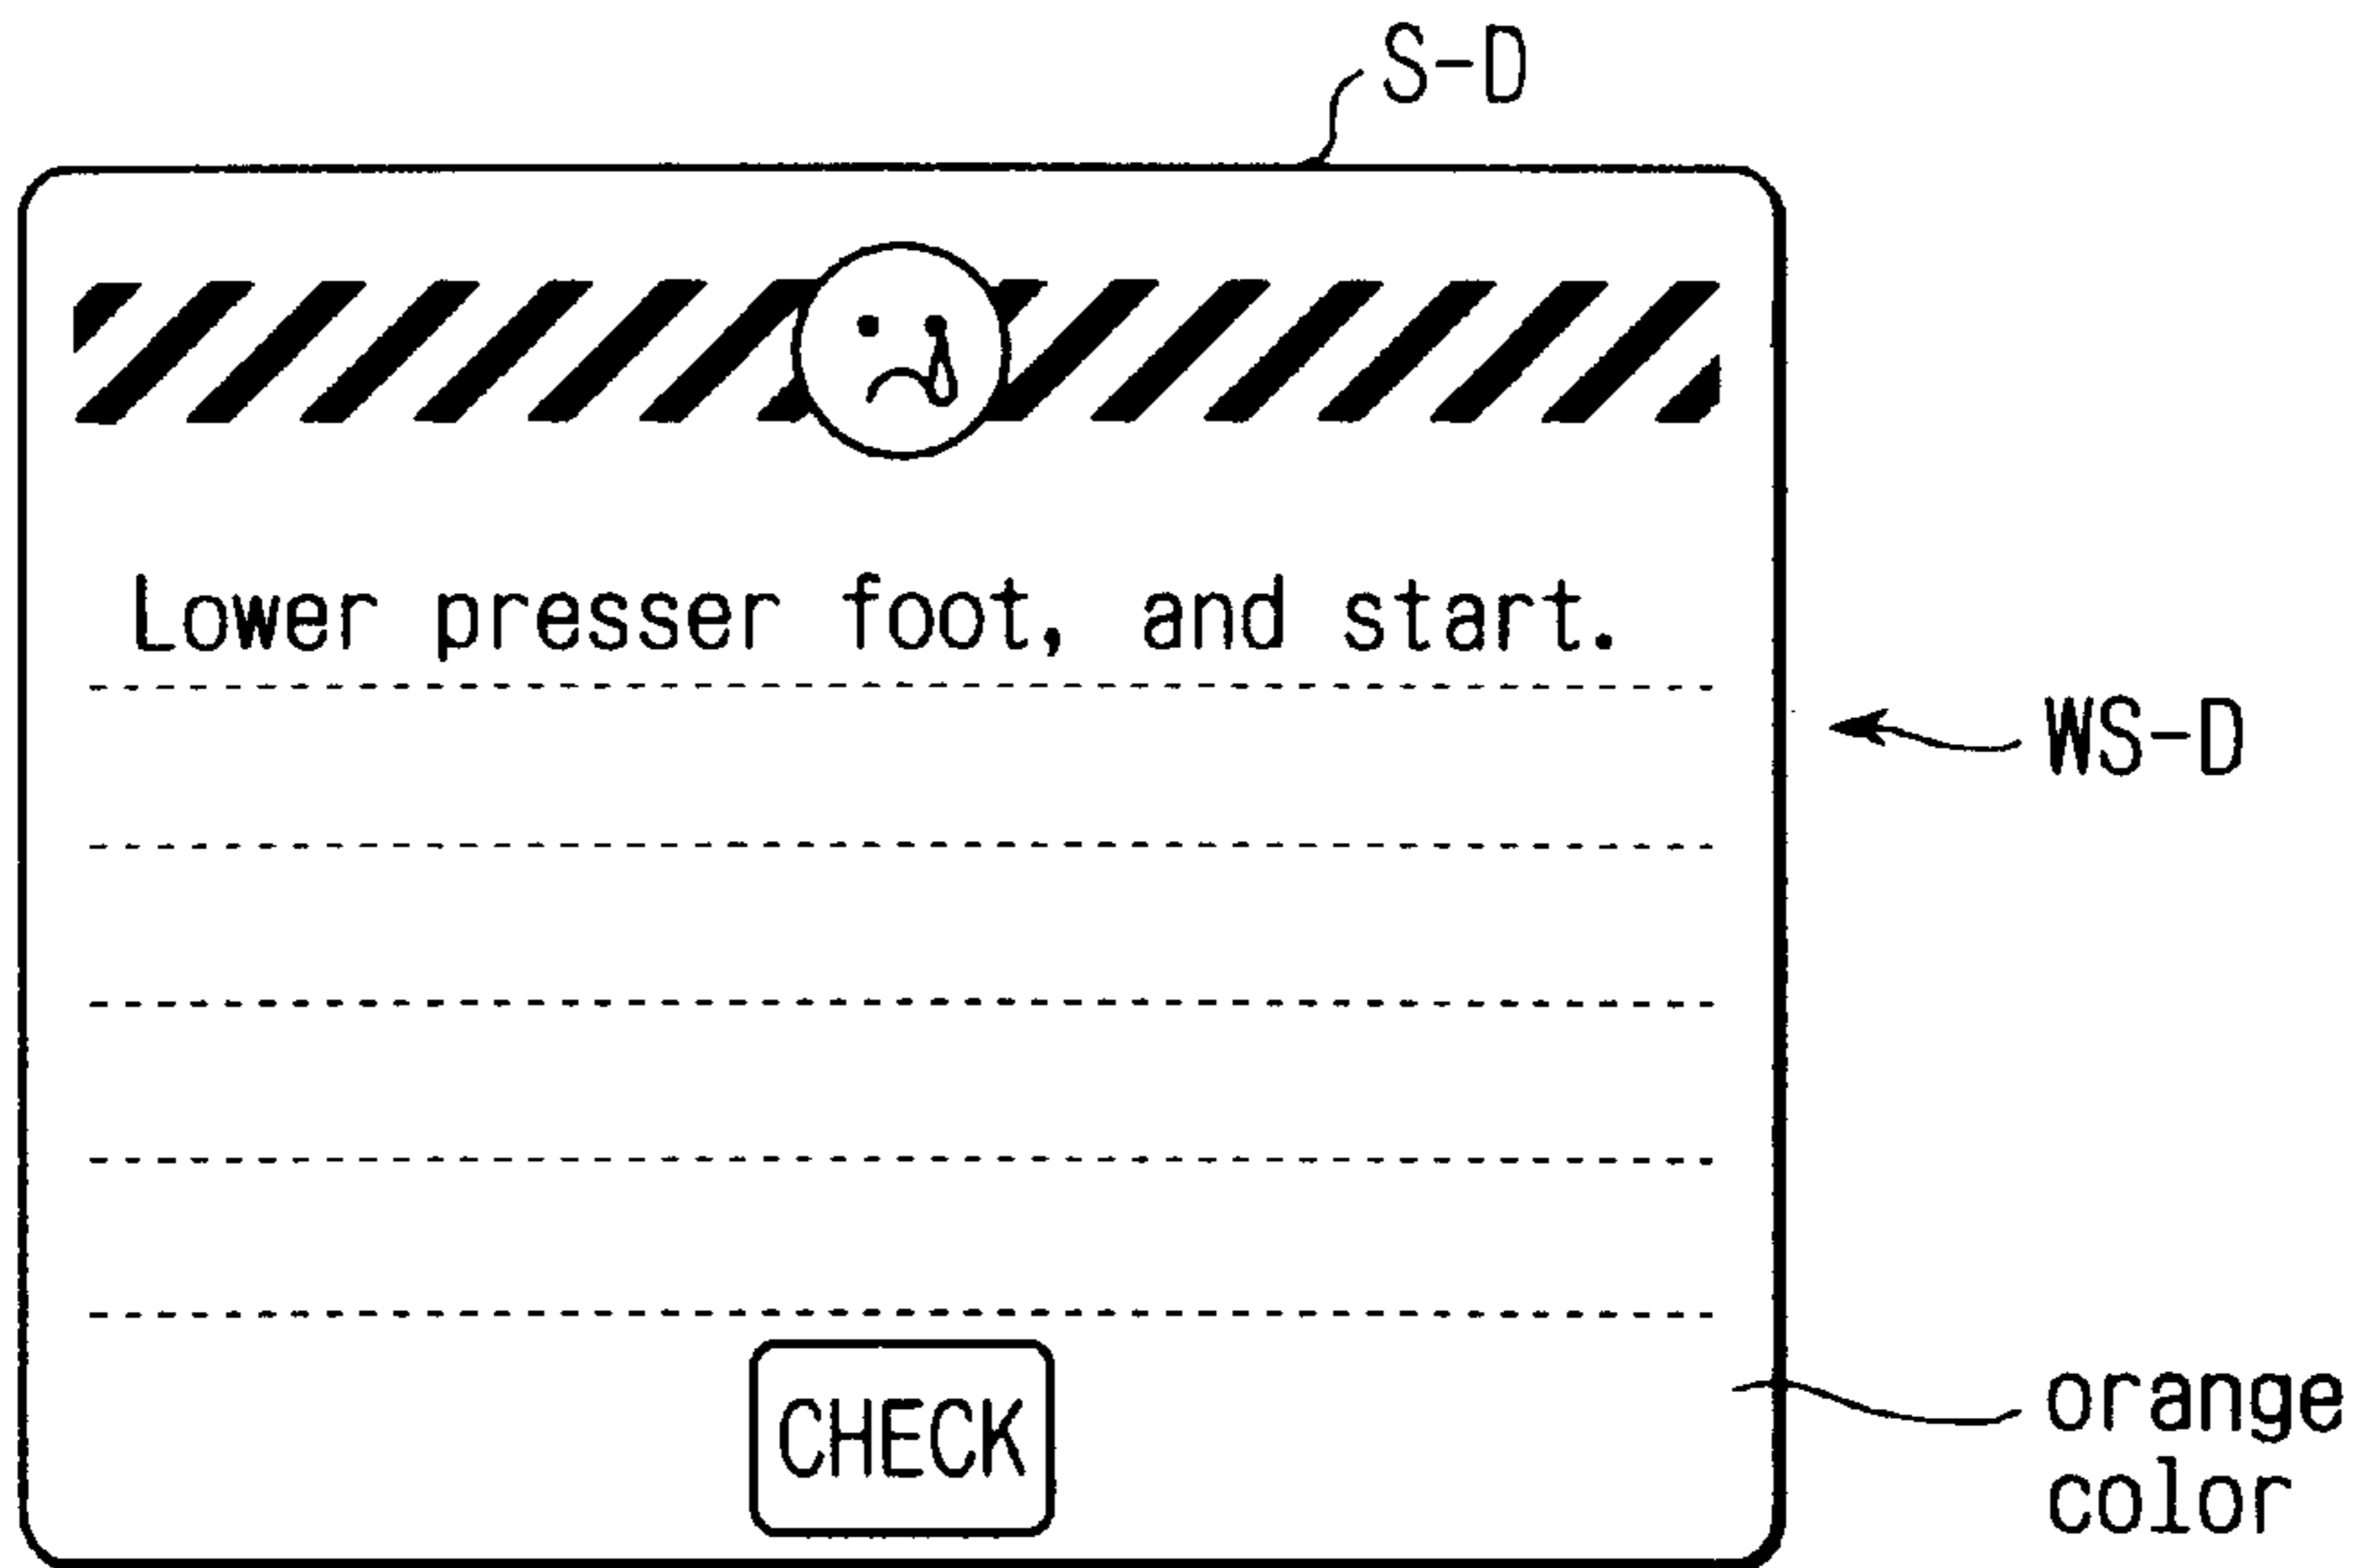 S-D
Lower presser foot, and start.
WS-D
CHECK
orange
color